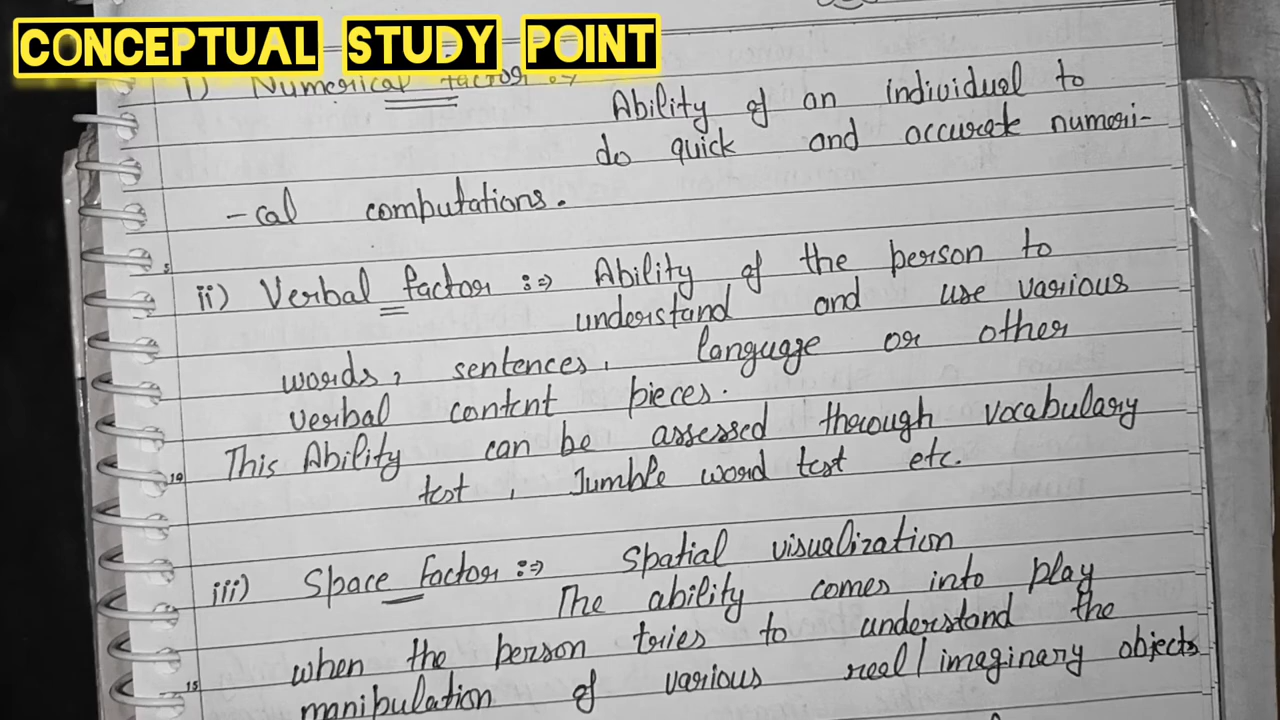 CONCEPTUAL STUDY POINT
i) Numerical factor :->
Ability of an individual to
do quick and accurate numeri-
-cal computations.
ii) Verbal factor :=> Ability of the person to
understand and use various
words, sentences, language or other
verbal content pieces.
This Ability can be assessed through vocabulary
test, Jumble word test etc.
iii) Space factor :=> Spatial visualization
The ability comes into play
when the person tries to understand the
manipulation of various real/imaginary objects